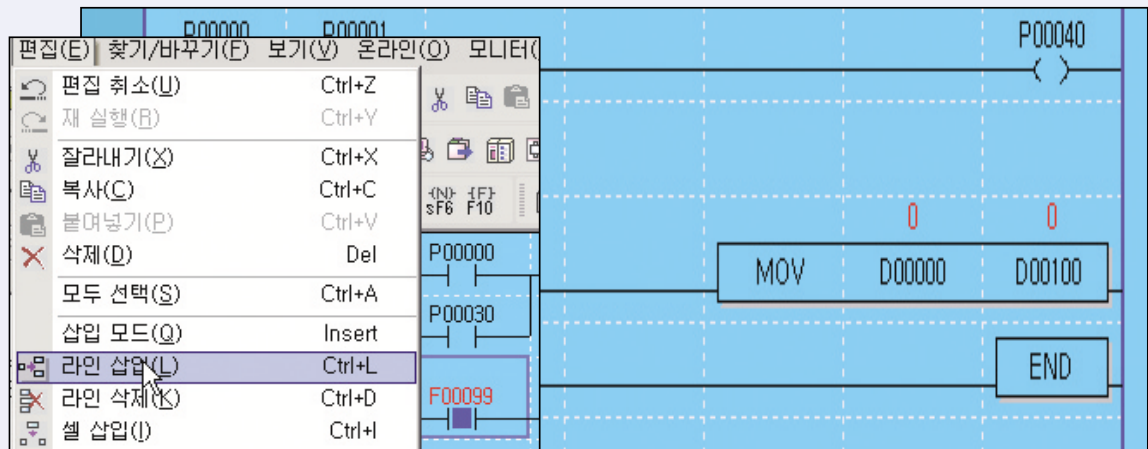 P00000 P00001 P00040
편집(E) 찾기/바꾸기(F) 보기(V) 온라인(O) 모니터(
편집 취소(U) Ctrl+Z
재 실행(R) Ctrl+Y
잘라내기(X) Ctrl+X
복사(C) Ctrl+C
붙여넣기(P) Ctrl+V
삭제(D) Del
모두 선택(S) Ctrl+A
삽입 모드(Q) Insert
라인 삽입(L) Ctrl+L
라인 삭제(K) Ctrl+D
셀 삽입(I) Ctrl+I
{N} {F}
sF6 F10
P00000
P00030
F00099
0 0
MOV D00000 D00100
END